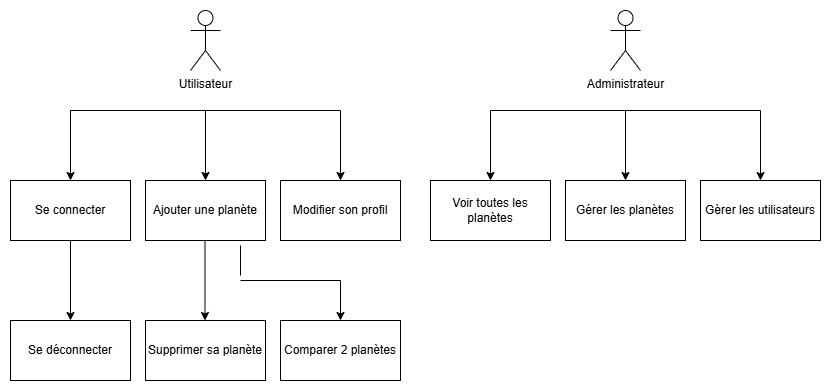 Utilisateur
Administrateur
Se connecter
Ajouter une planète
Modifier son profil
Voir toutes les
planètes
Gérer les planètes
Gèrer les utilisateurs
Se déconnecter
Supprimer sa planète
Comparer 2 planètes